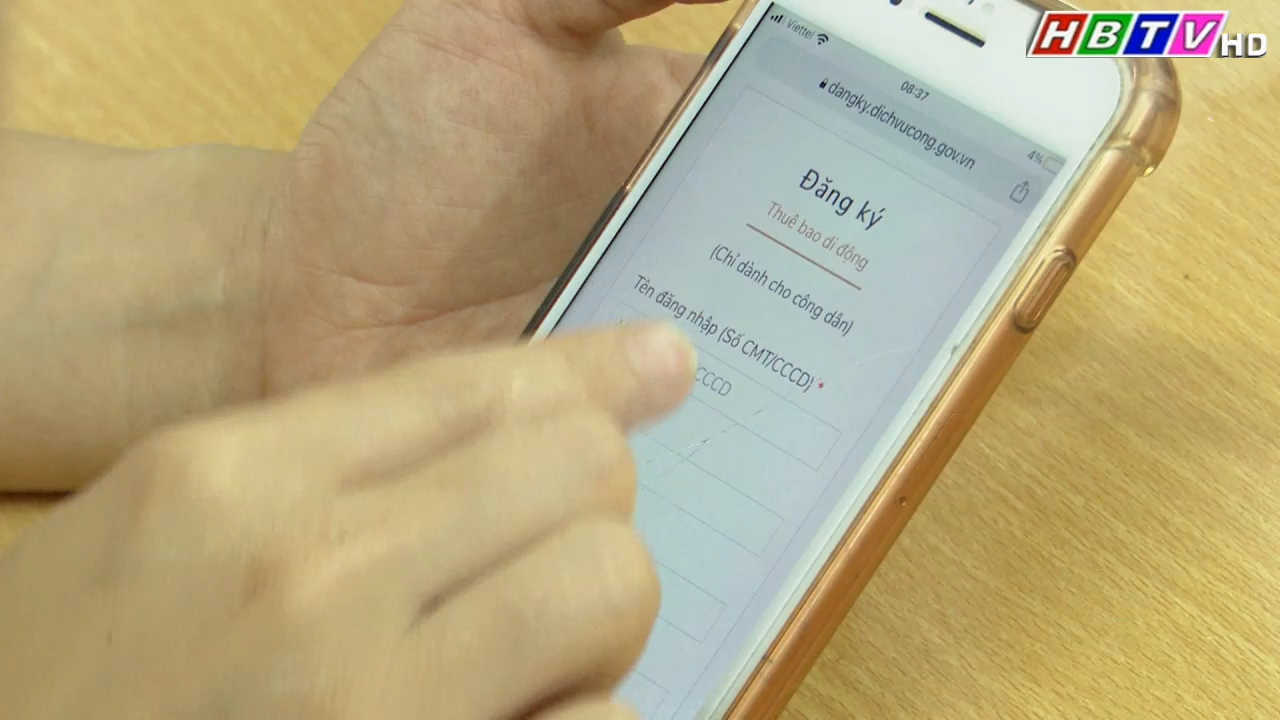 HBTV HD
Viettel
08:37
4%
dangky.dichvucong.gov.vn
Đăng ký
Thuê bao di động
(Chỉ dành cho công dân)
Tên đăng nhập (Số CMT/CCCD) *
CCCD